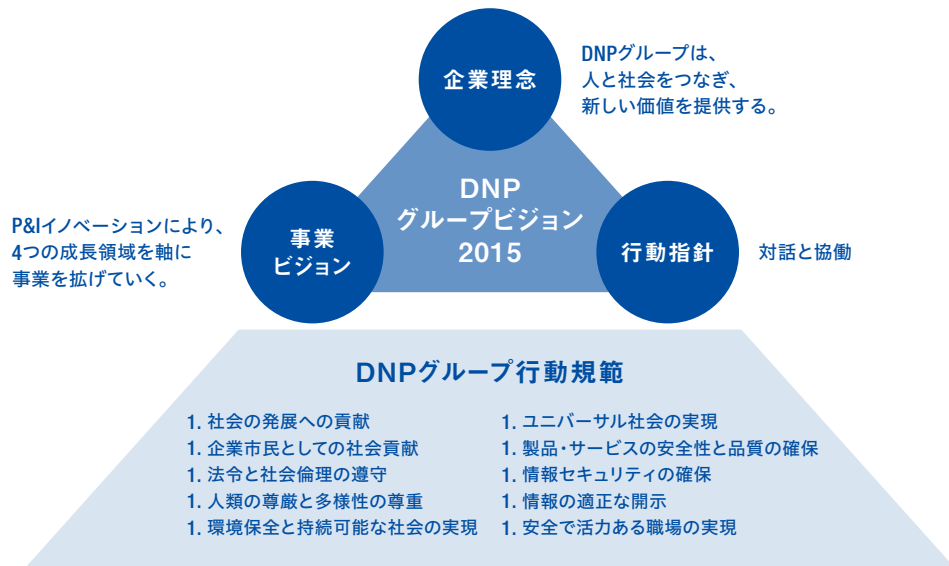 企業理念
DNPグループは、
人と社会をつなぎ、
新しい価値を提供する。
DNP
グループビジョン
2015
P&Iイノベーションにより、
4つの成長領域を軸に
事業を拡げていく。
事業
ビジョン
行動指針
対話と協働
DNPグループ行動規範
1. 社会の発展への貢献
1. 企業市民としての社会貢献
1. 法令と社会倫理の遵守
1. 人類の尊厳と多様性の尊重
1. 環境保全と持続可能な社会の実現
1. ユニバーサル社会の実現
1. 製品・サービスの安全性と品質の確保
1. 情報セキュリティの確保
1. 情報の適正な開示
1. 安全で活力ある職場の実現